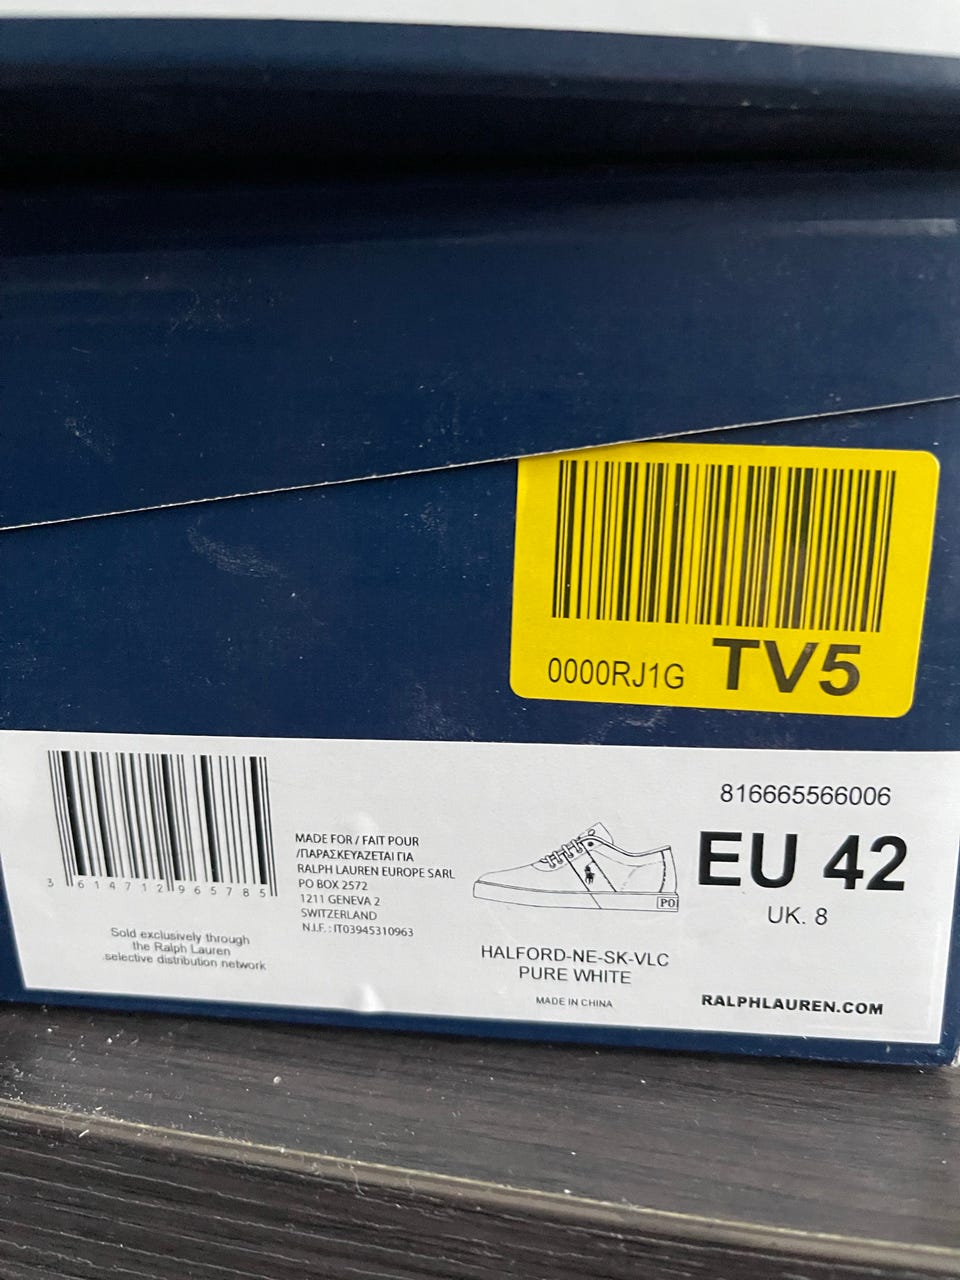 0000RJ1G TV5
3 614712 965785
Sold exclusively through
the Ralph Lauren
selective distribution network
MADE FOR / FAIT POUR
/ΠΑΡΑΣΚΕΥΑΖΕΤΑΙ ΓΙΑ
RALPH LAUREN EUROPE SARL
PO BOX 2572
1211 GENEVA 2
SWITZERLAND
N.I.F. : IT03945310963
PO
HALFORD-NE-SK-VLC
PURE WHITE
MADE IN CHINA
816665566006
EU 42
UK. 8
RALPHLAUREN.COM